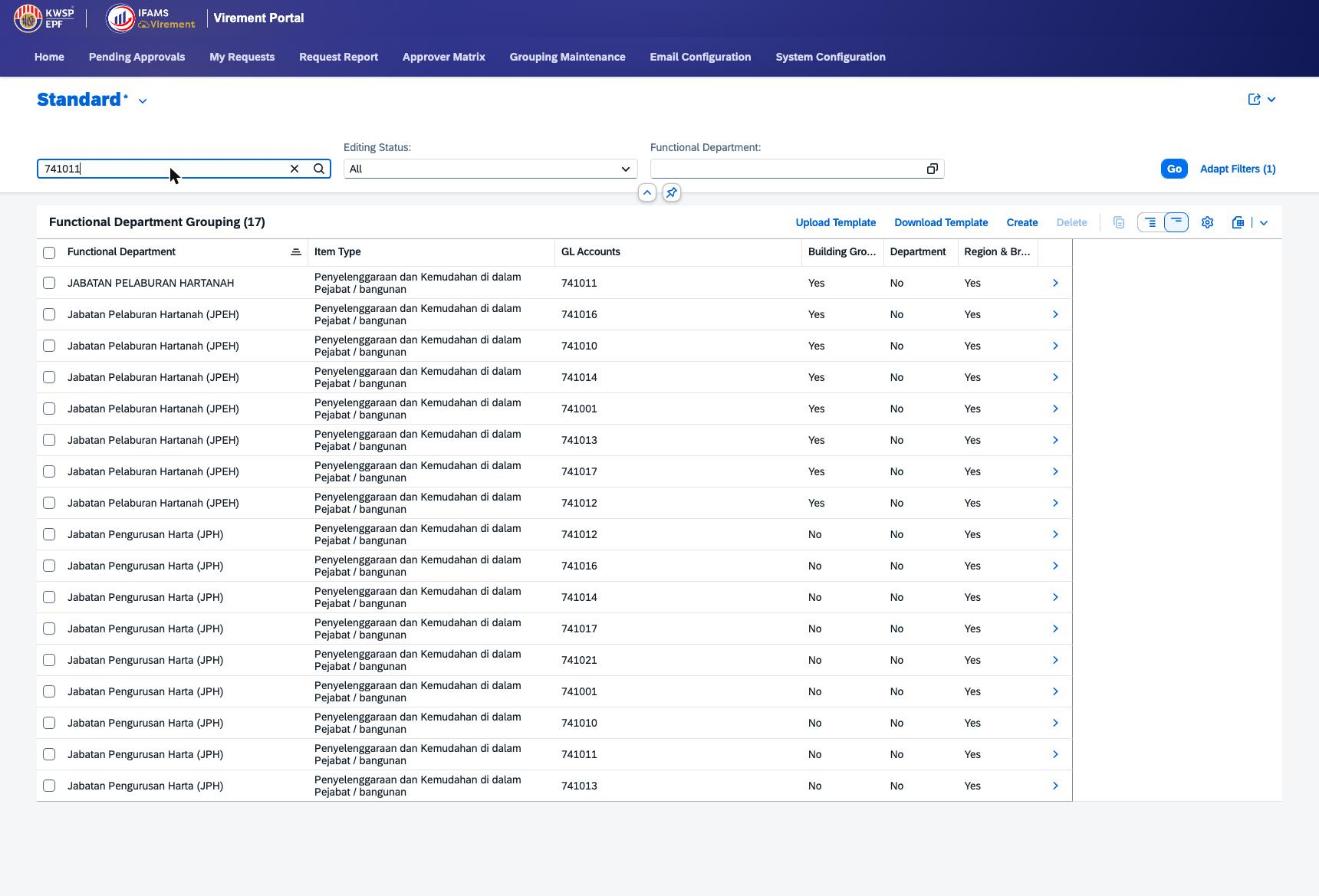 KWSP
EPF
IFAMS
Virement
Virement Portal
Home Pending Approvals My Requests Request Report Approver Matrix Grouping Maintenance Email Configuration System Configuration
Standard*
Editing Status: Functional Department:
741011 All Go Adapt Filters (1)
Functional Department Grouping (17) Upload Template Download Template Create Delete
Functional Department Item Type GL Accounts Building Gro... Department Region & Br...
JABATAN PELABURAN HARTANAH Penyelenggaraan dan Kemudahan di dalam Pejabat / bangunan 741011 Yes No Yes
Jabatan Pelaburan Hartanah (JPEH) Penyelenggaraan dan Kemudahan di dalam Pejabat / bangunan 741016 Yes No Yes
Jabatan Pelaburan Hartanah (JPEH) Penyelenggaraan dan Kemudahan di dalam Pejabat / bangunan 741010 Yes No Yes
Jabatan Pelaburan Hartanah (JPEH) Penyelenggaraan dan Kemudahan di dalam Pejabat / bangunan 741014 Yes No Yes
Jabatan Pelaburan Hartanah (JPEH) Penyelenggaraan dan Kemudahan di dalam Pejabat / bangunan 741001 Yes No Yes
Jabatan Pelaburan Hartanah (JPEH) Penyelenggaraan dan Kemudahan di dalam Pejabat / bangunan 741013 Yes No Yes
Jabatan Pelaburan Hartanah (JPEH) Penyelenggaraan dan Kemudahan di dalam Pejabat / bangunan 741017 Yes No Yes
Jabatan Pelaburan Hartanah (JPEH) Penyelenggaraan dan Kemudahan di dalam Pejabat / bangunan 741012 Yes No Yes
Jabatan Pengurusan Harta (JPH) Penyelenggaraan dan Kemudahan di dalam Pejabat / bangunan 741012 No No Yes
Jabatan Pengurusan Harta (JPH) Penyelenggaraan dan Kemudahan di dalam Pejabat / bangunan 741016 No No Yes
Jabatan Pengurusan Harta (JPH) Penyelenggaraan dan Kemudahan di dalam Pejabat / bangunan 741014 No No Yes
Jabatan Pengurusan Harta (JPH) Penyelenggaraan dan Kemudahan di dalam Pejabat / bangunan 741017 No No Yes
Jabatan Pengurusan Harta (JPH) Penyelenggaraan dan Kemudahan di dalam Pejabat / bangunan 741021 No No Yes
Jabatan Pengurusan Harta (JPH) Penyelenggaraan dan Kemudahan di dalam Pejabat / bangunan 741001 No No Yes
Jabatan Pengurusan Harta (JPH) Penyelenggaraan dan Kemudahan di dalam Pejabat / bangunan 741010 No No Yes
Jabatan Pengurusan Harta (JPH) Penyelenggaraan dan Kemudahan di dalam Pejabat / bangunan 741011 No No Yes
Jabatan Pengurusan Harta (JPH) Penyelenggaraan dan Kemudahan di dalam Pejabat / bangunan 741013 No No Yes